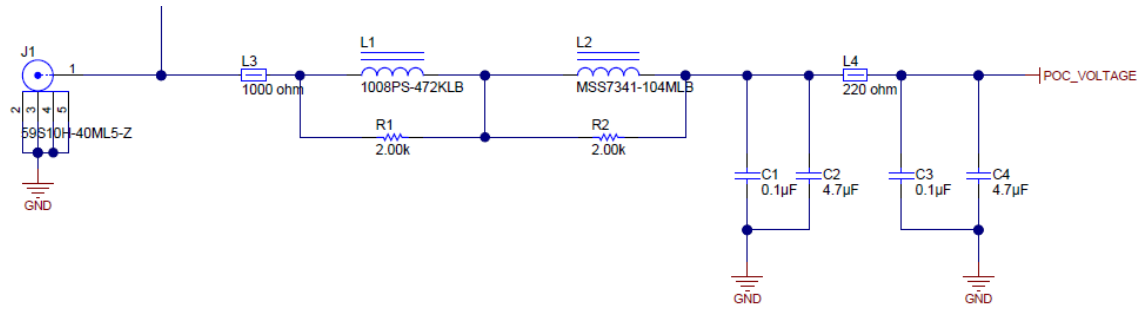 J1
1
2
3
4
5
59S10H-40ML5-Z
GND
L3
1000 ohm
L1
1008PS-472KLB
R1
2.00k
L2
MSS7341-104MLB
R2
2.00k
C1
0.1µF
C2
4.7µF
GND
L4
220 ohm
C3
0.1µF
C4
4.7µF
GND
POC_VOLTAGE